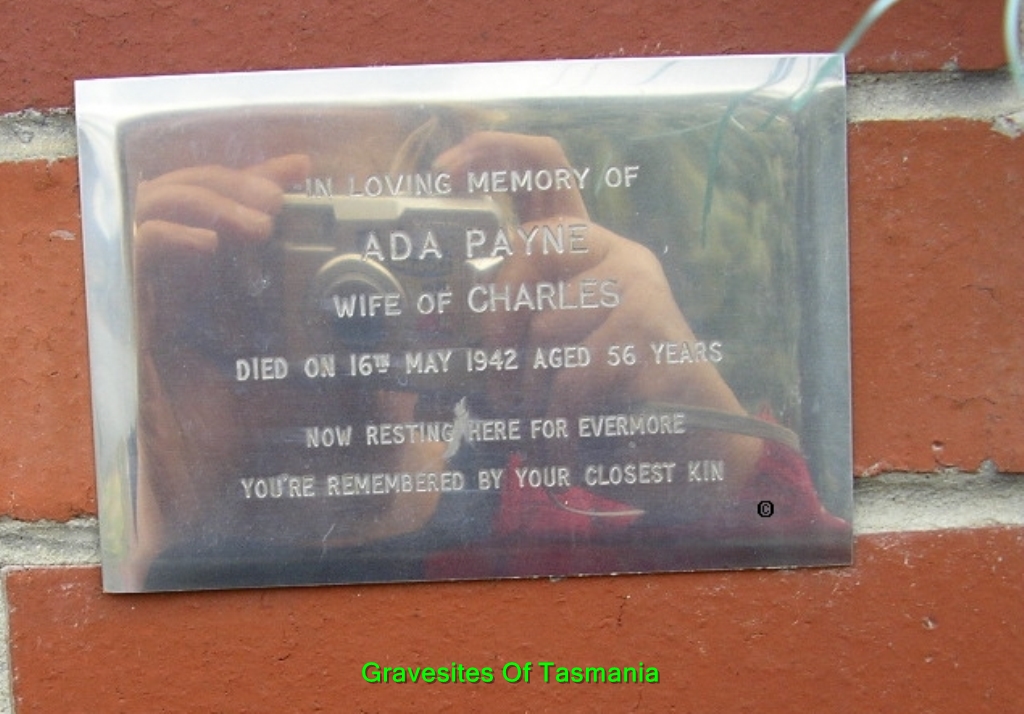 IN LOVING MEMORY OF
ADA PAYNE
WIFE OF CHARLES
DIED ON 16TH MAY 1942 AGED 56 YEARS
NOW RESTING HERE FOR EVERMORE
YOU'RE REMEMBERED BY YOUR CLOSEST KIN
©
Gravesites Of Tasmania